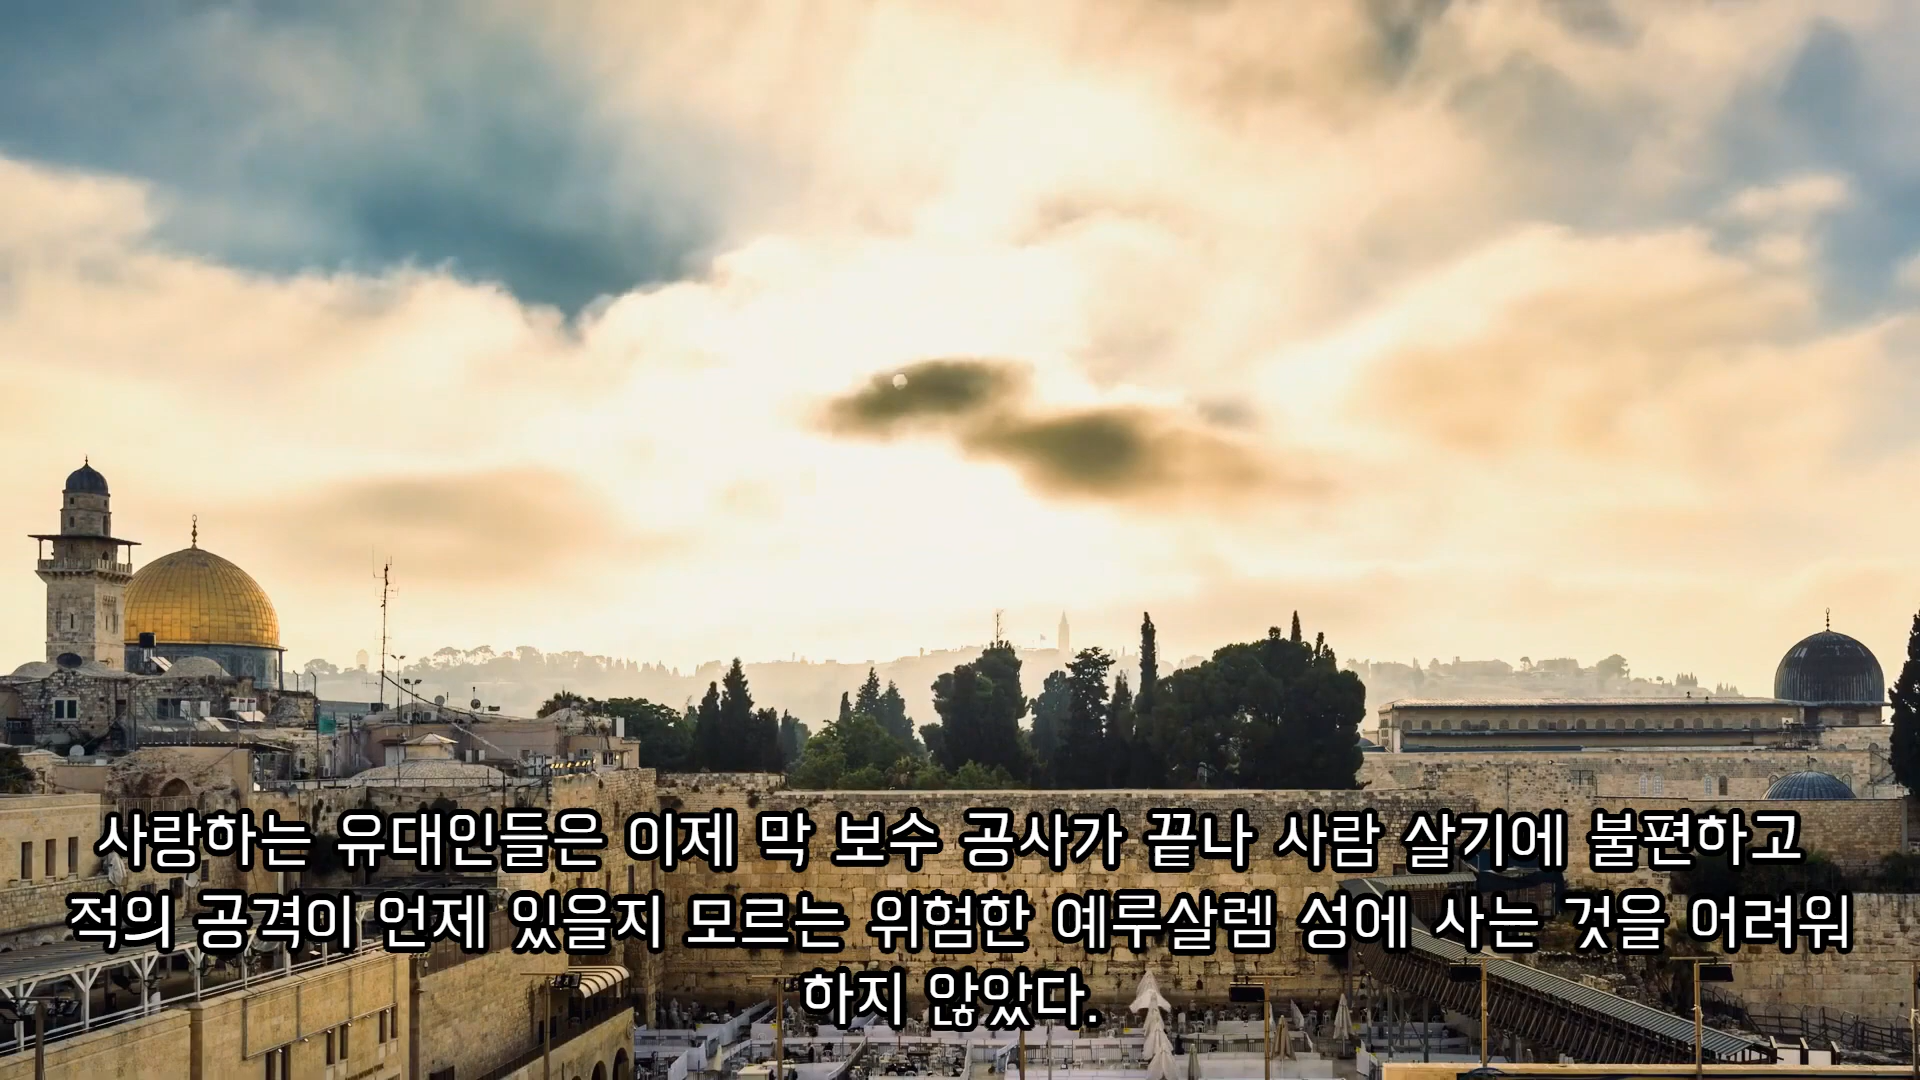 사랑하는 유대인들은 이제 막 보수 공사가 끝나 사람 살기에 불편하고
적의 공격이 언제 있을지 모르는 위험한 예루살렘 성에 사는 것을 어려워
하지 않았다.